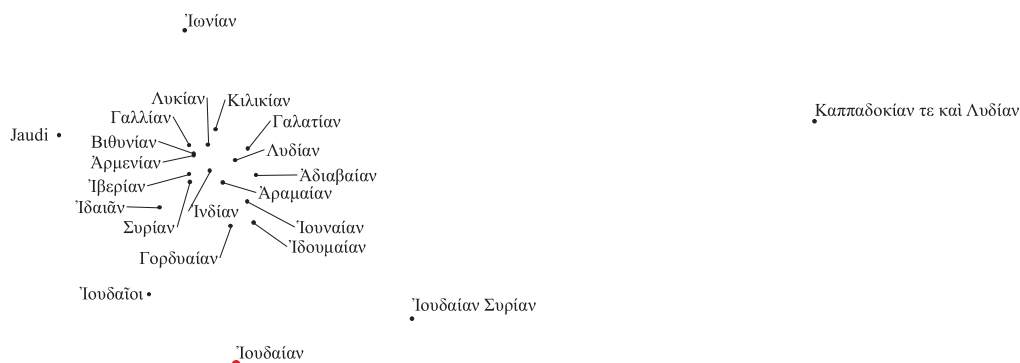 Ἰωνίαν
Λυκίαν
Κιλικίαν
Καππαδοκίαν τε καὶ Λυδίαν
Γαλλίαν
Γαλατίαν
Jaudi
Βιθυνίαν
Λυδίαν
Ἀρμενίαν
Ἀδιαβαίαν
Ἰβερίαν
Ἀραμαίαν
Ἰδαιᾶν
Ἰνδίαν
Συρίαν
Ἰουναίαν
Ἰδουμαίαν
Γορδυαίαν
Ἰουδαῖοι
Ἰουδαίαν Συρίαν
Ἰουδαίαν